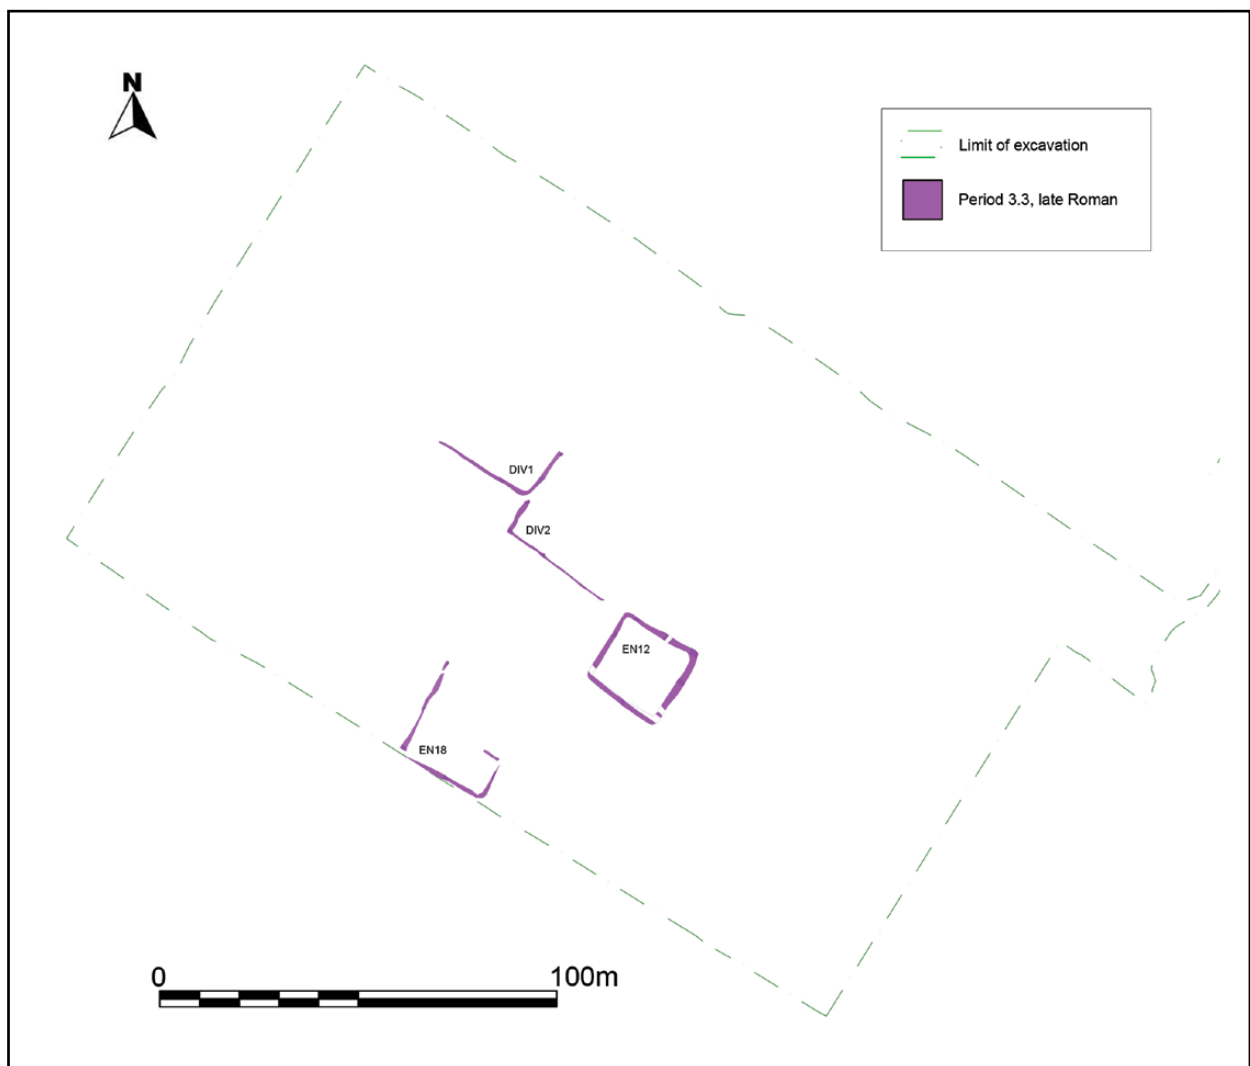 N
Limit of excavation
Period 3.3, late Roman
DIV1
DIV2
EN12
EN18
0 100m